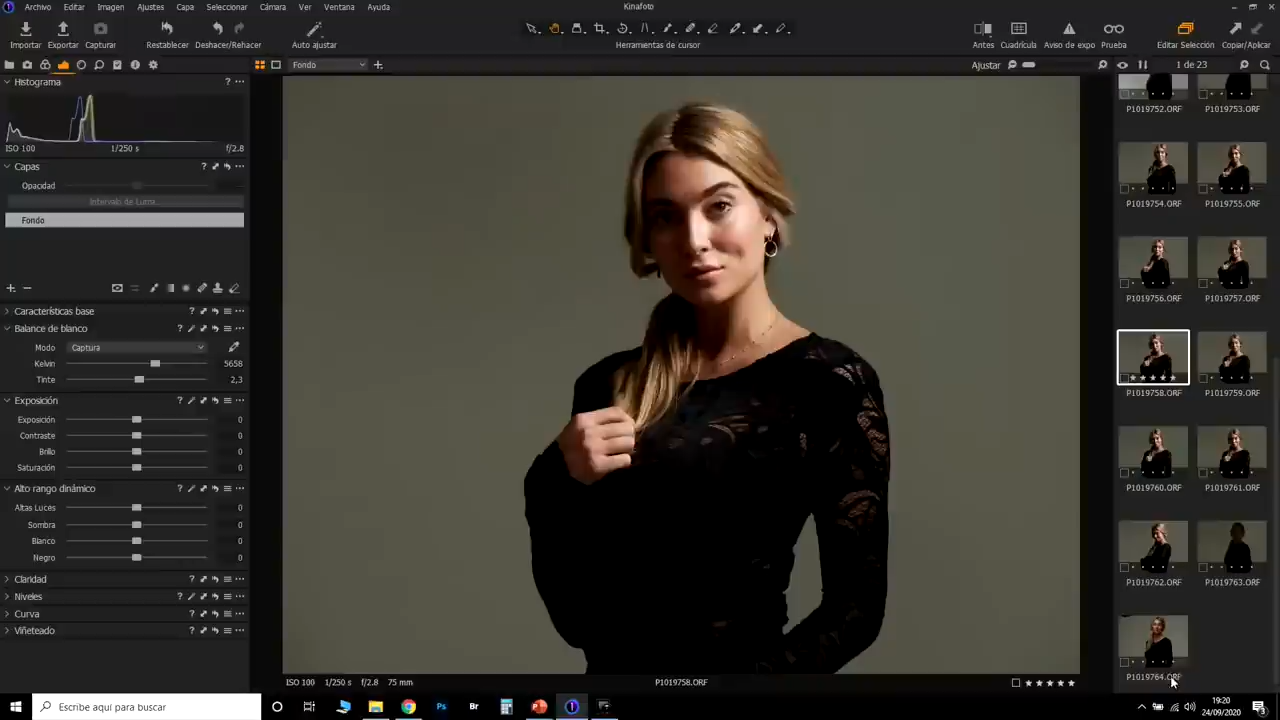 Archivo Editar Imagen Ajustes Capa Seleccionar Cámara Ver Ventana Ayuda
Kinafoto
Importar Exportar Capturar Restablecer Deshacer/Rehacer Auto ajustar
Herramientas de cursor
Antes Cuadrícula Aviso de expo Prueba Editar Selección Copiar/Aplicar
Fondo
Ajustar
1 de 23
Histograma
ISO 100 1/250 s f/2.8
Capas
Opacidad
Intervalo de Luma...
Fondo
Características base
Balance de blanco
Modo Captura
Kelvin 5658
Tinte 2,3
Exposición
Exposición 0
Contraste 0
Brillo 0
Saturación 0
Alto rango dinámico
Altas Luces 0
Sombra 0
Blanco 0
Negro 0
Claridad
Niveles
Curva
Viñeteado
ISO 100 1/250 s f/2.8 75 mm
P1019758.ORF
P1019752.ORF P1019753.ORF
P1019754.ORF P1019755.ORF
P1019756.ORF P1019757.ORF
P1019758.ORF P1019759.ORF
P1019760.ORF P1019761.ORF
P1019762.ORF P1019763.ORF
P1019764.ORF
Escribe aquí para buscar
Ps
Br
19:20
24/09/2020